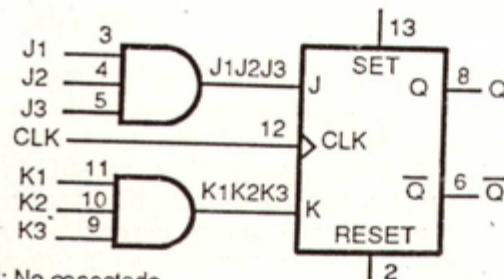 13
3
J1
4
J2
5
J3
J1J2J3
J
SET
Q
8
Q
CLK
12
CLK
11
K1
10
K2
9
K3
K1K2K3
K
Q
6
Q
RESET
2
: No conectado